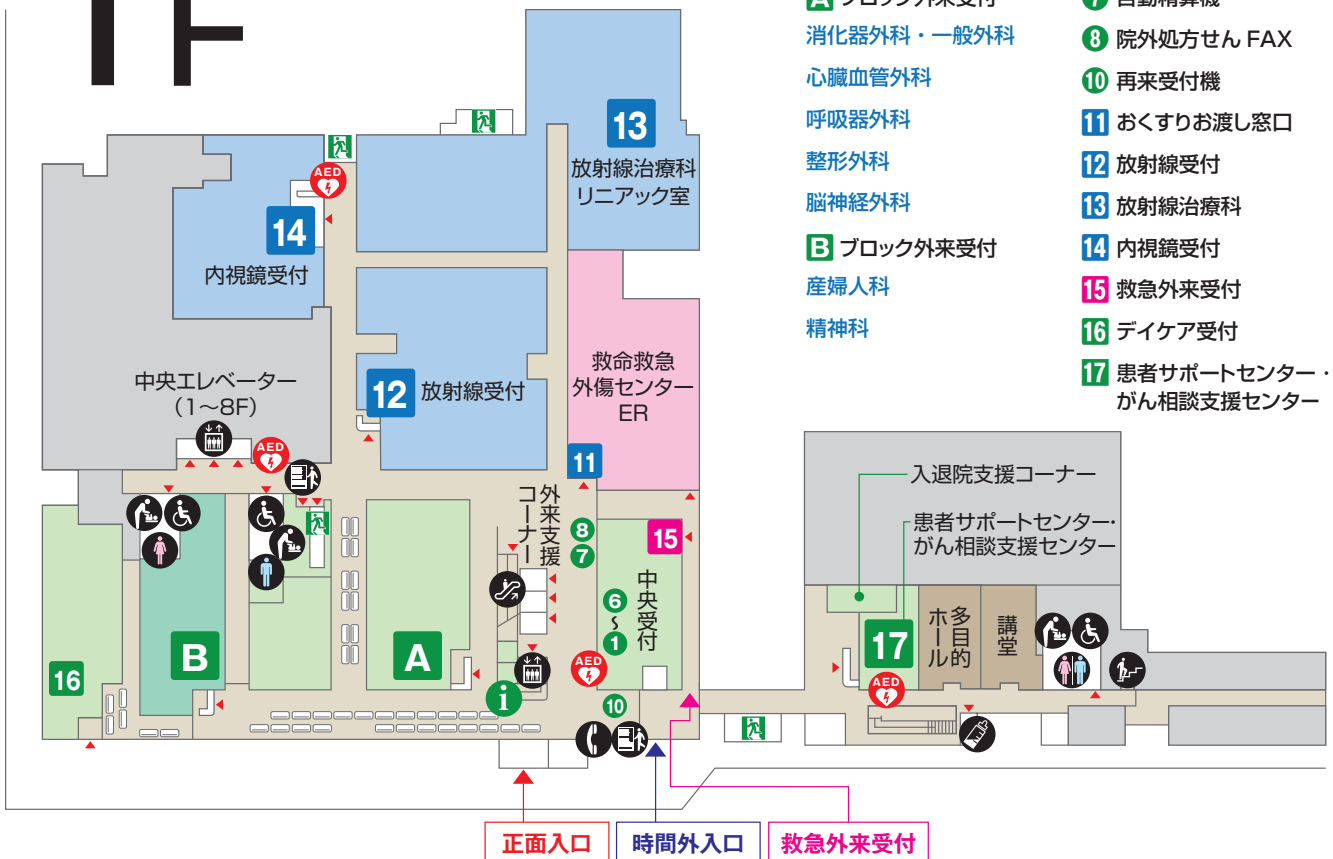 1F
A ブロック外来受付
消化器外科・一般外科
心臓血管外科
呼吸器外科
整形外科
脳神経外科
B ブロック外来受付
産婦人科
精神科
7 自動精算機
8 院外処方せん FAX
10 再来受付機
11 おくすりお渡し窓口
12 放射線受付
13 放射線治療科
14 内視鏡受付
15 救急外来受付
16 デイケア受付
17 患者サポートセンター・
がん相談支援センター
13
放射線治療科
リニアック室
AED
14
内視鏡受付
中央エレベーター
(1～8F)
12 放射線受付
救命救急
外傷センター
ER
AED
11
外来支援
コーナー
8
7
15
中央受付
6
～
1
16
B
A
i
AED
10
入退院支援コーナー
患者サポートセンター・
がん相談支援センター
17
AED
多目的
ホール
講堂
正面入口
時間外入口
救急外来受付